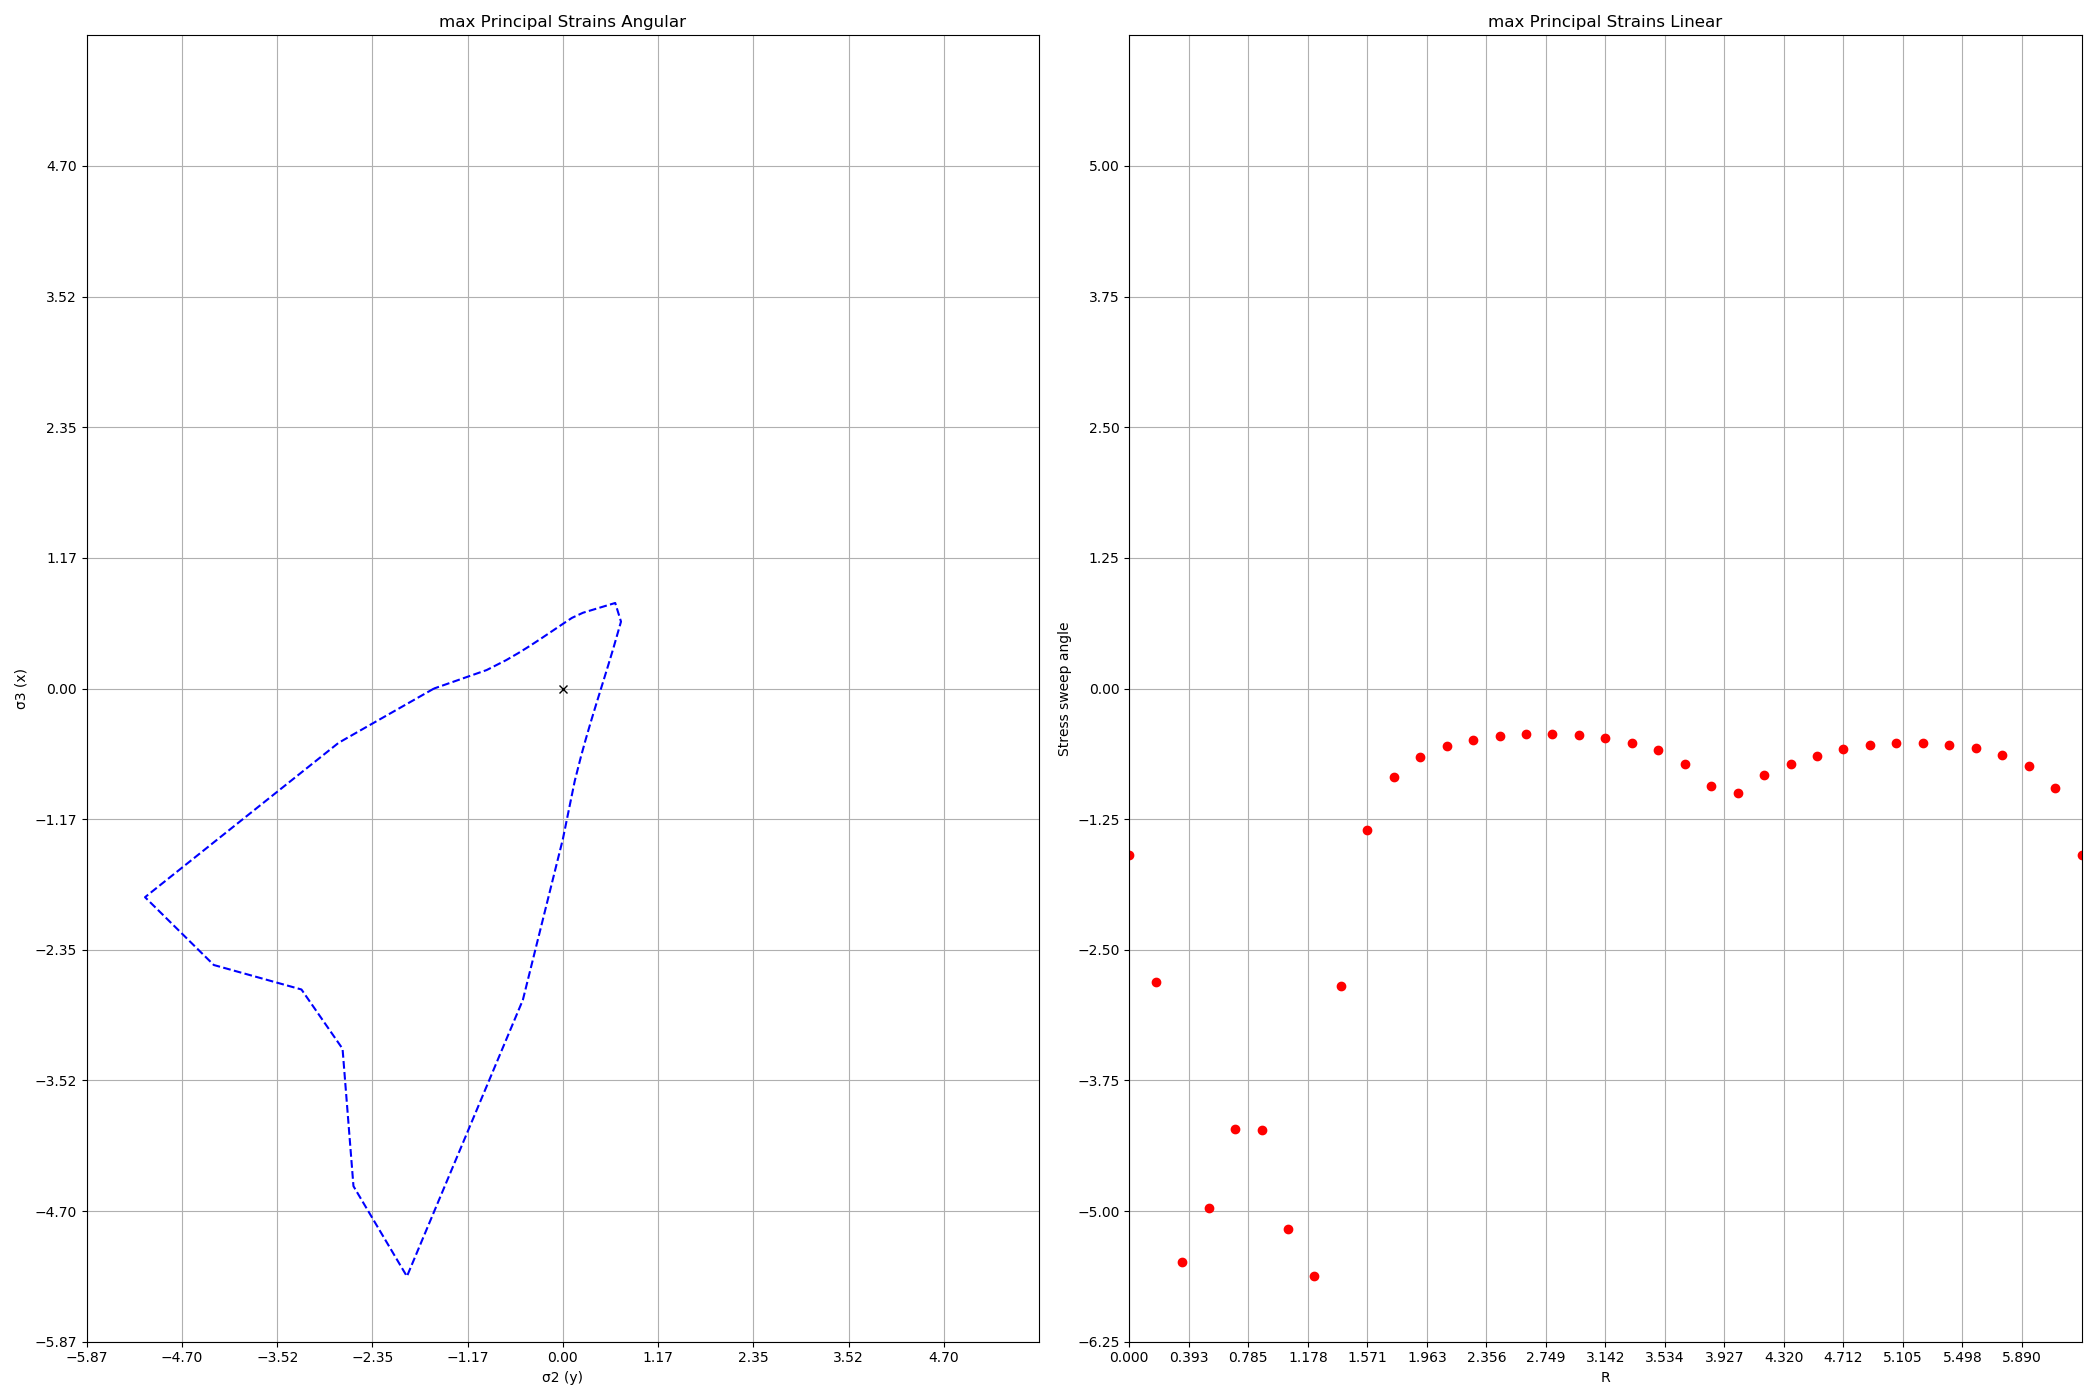 max Principal Strains Angular
4.70
3.52
2.35
1.17
0.00
−1.17
−2.35
−3.52
−4.70
−5.87
σ3 (x)
−5.87 −4.70 −3.52 −2.35 −1.17 0.00 1.17 2.35 3.52 4.70
σ2 (y)
max Principal Strains Linear
5.00
3.75
2.50
1.25
0.00
−1.25
−2.50
−3.75
−5.00
−6.25
Stress sweep angle
0.000 0.393 0.785 1.178 1.571 1.963 2.356 2.749 3.142 3.534 3.927 4.320 4.712 5.105 5.498 5.890
R